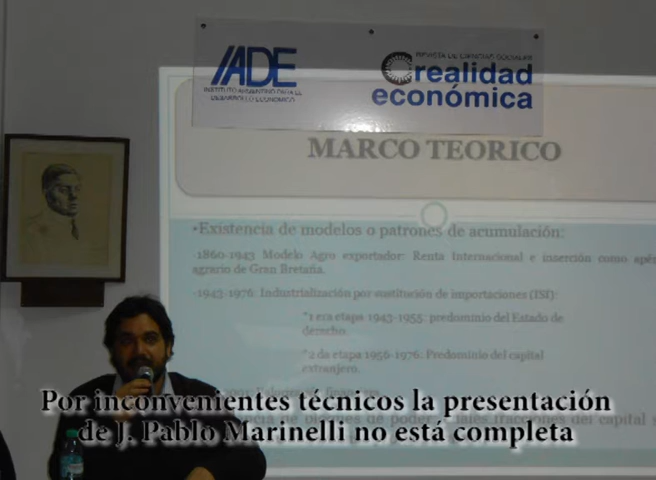 IADE
INSTITUTO ARGENTINO PARA EL
DESARROLLO ECONOMICO
REVISTA DE CIENCIAS SOCIALES
realidad
económica
MARCO TEORICO
•Existencia de modelos o patrones de acumulación:
-1860-1943 Modelo Agro exportador: Renta Internacional e inserción como
agrario de Gran Bretaña.
-1943-1976: Industrialización por sustitución de importaciones (ISI):
*1 era etapa 1943-1955: predominio del Estado de
derecho.
*2 da etapa 1956-1976: Predominio del capital
extranjero.
Por inconvenientes técnicos la presentación
de J. Pablo Marinelli no está completa